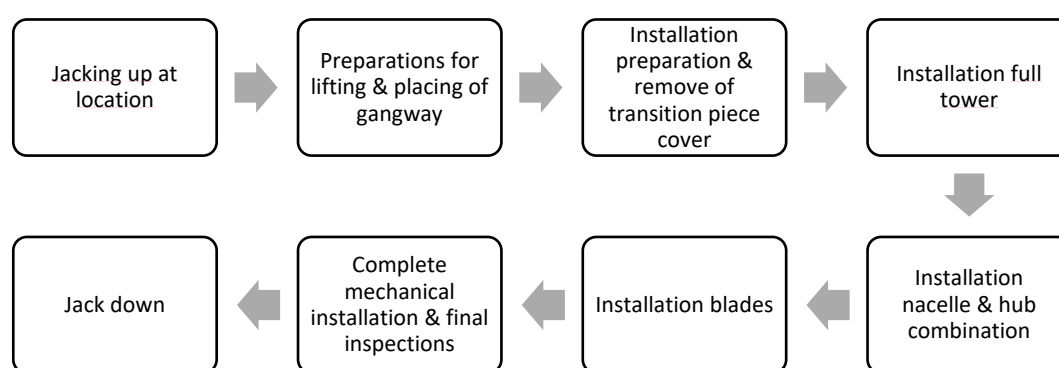 Jacking up at
location
Preparations for
lifting & placing of
gangway
Installation
preparation &
remove of
transition piece
cover
Installation full
tower
Installation
nacelle & hub
combination
Installation blades
Complete
mechanical
installation & final
inspections
Jack down